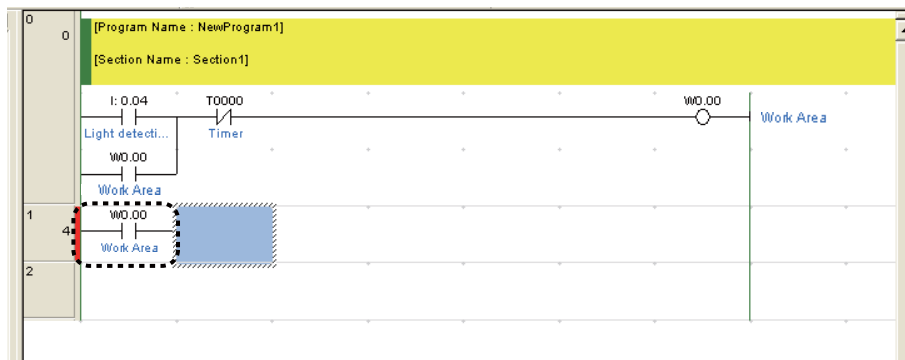 0
0
[Program Name : NewProgram1]
[Section Name : Section1]
I: 0.04
T0000
W0.00
Light detecti...
Timer
Work Area
W0.00
Work Area
1
4
W0.00
Work Area
2